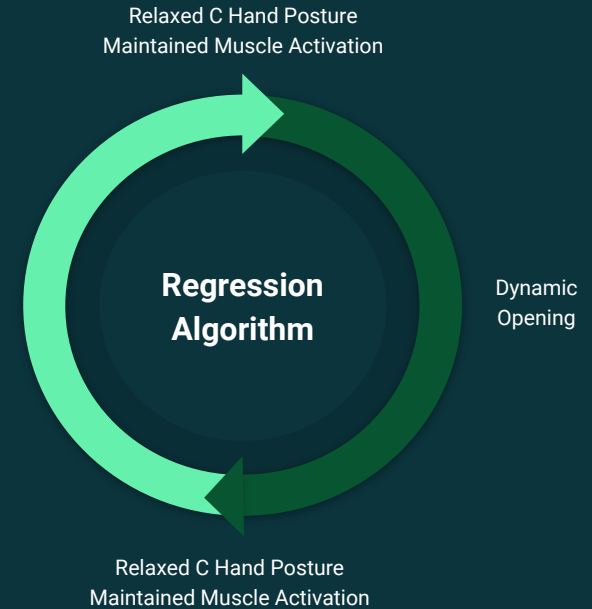 Relaxed C Hand Posture
Maintained Muscle Activation
Regression
Algorithm
Dynamic
Opening
Relaxed C Hand Posture
Maintained Muscle Activation